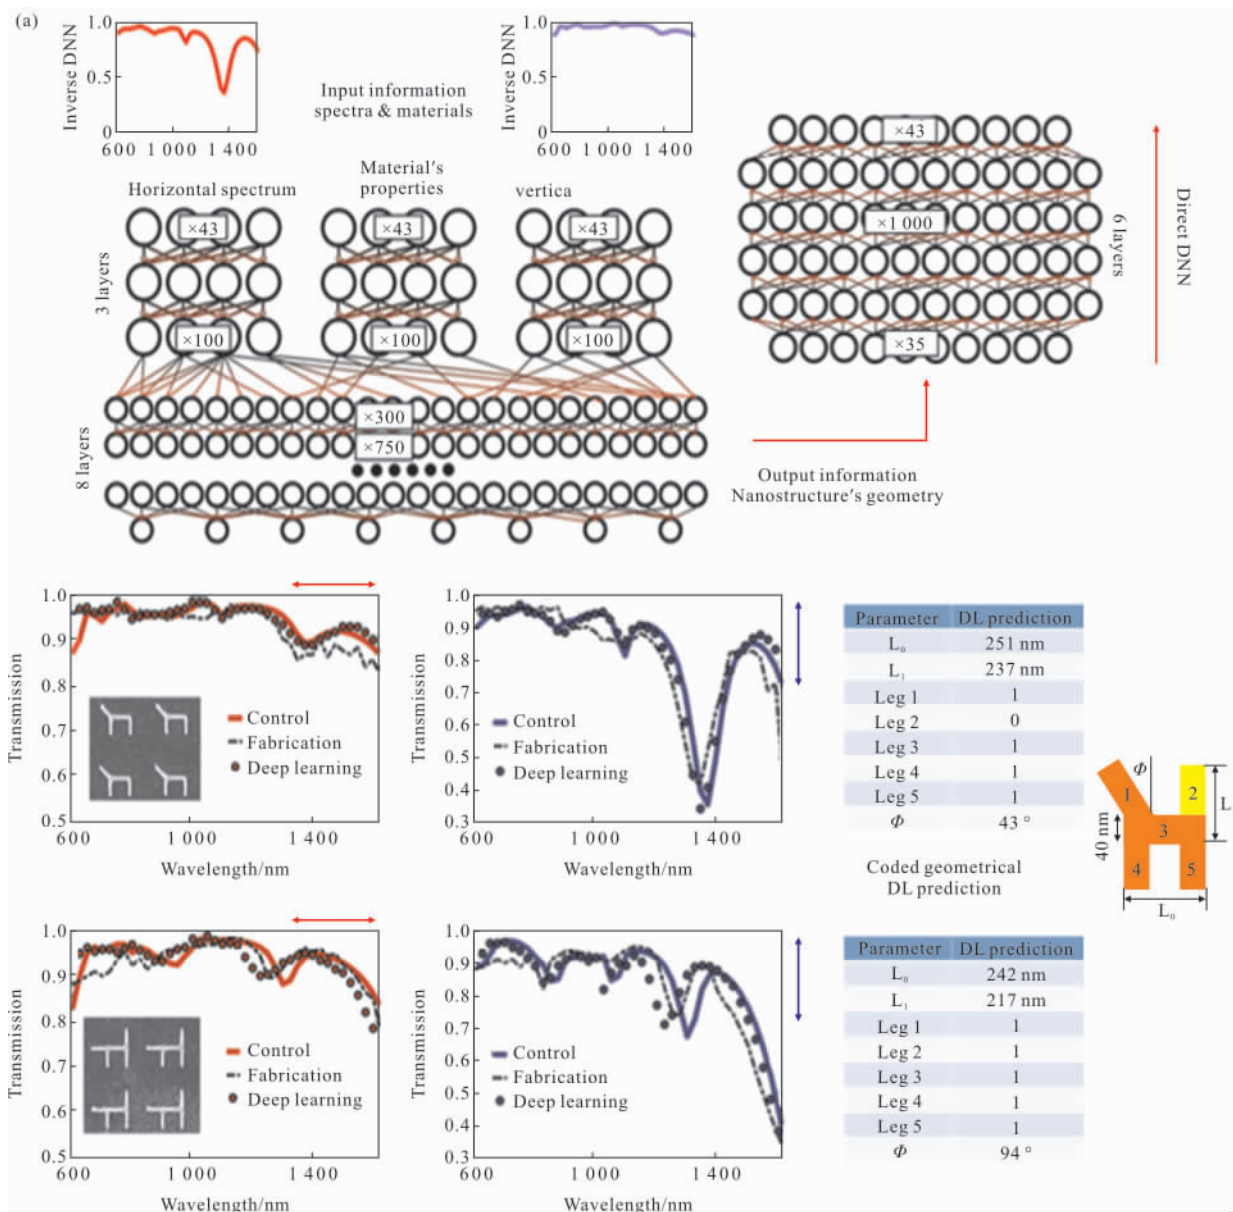 (a)
Inverse DNN
1.0
0.5
0
600 1 000 1 400
Input information
spectra & materials
Inverse DNN
1.0
0.5
0
600 1 000 1 400
Horizontal spectrum
Material's
properties
vertica
×43
×43
×43
3 layers
×100
×100
×100
×300
×750
8 layers
×43
×1 000
×35
6 layers
Direct DNN
Output information
Nanostructure's geometry
Transmission
1.0
0.9
0.8
0.7
0.6
0.5
Control
Fabrication
Deep learning
600 1 000 1 400
Wavelength/nm
Transmission
1.0
0.9
0.8
0.7
0.6
0.5
0.4
0.3
Control
Fabrication
Deep learning
600 1 000 1 400
Wavelength/nm
Parameter DL prediction
L₀ 251 nm
L₁ 237 nm
Leg 1 1
Leg 2 0
Leg 3 1
Leg 4 1
Leg 5 1
Φ 43 °
Coded geometrical
DL prediction
Φ
1
2
3
4
5
L
40 nm
L₀
Transmission
1.0
0.9
0.8
0.7
0.6
0.5
Control
Fabrication
Deep learning
600 1 000 1 400
Wavelength/nm
Transmission
1.0
0.9
0.8
0.7
0.6
0.5
0.4
0.3
Control
Fabrication
Deep learning
600 1 000 1 400
Wavelength/nm
Parameter DL prediction
L₀ 242 nm
L₁ 217 nm
Leg 1 1
Leg 2 1
Leg 3 1
Leg 4 1
Leg 5 1
Φ 94 °